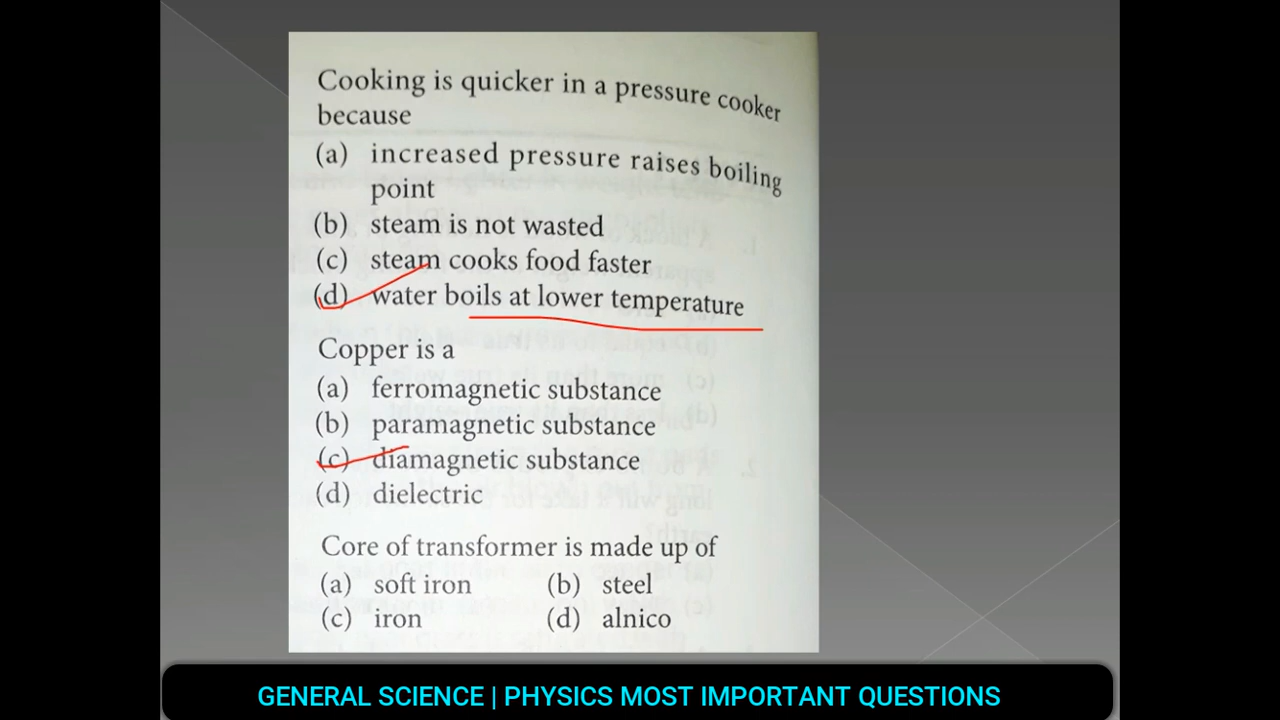 Cooking is quicker in a pressure cooker
because
(a) increased pressure raises boiling
point
(b) steam is not wasted
(c) steam cooks food faster
(d) water boils at lower temperature
Copper is a
(a) ferromagnetic substance
(b) paramagnetic substance
(c) diamagnetic substance
(d) dielectric
Core of transformer is made up of
(a) soft iron (b) steel
(c) iron (d) alnico
GENERAL SCIENCE | PHYSICS MOST IMPORTANT QUESTIONS